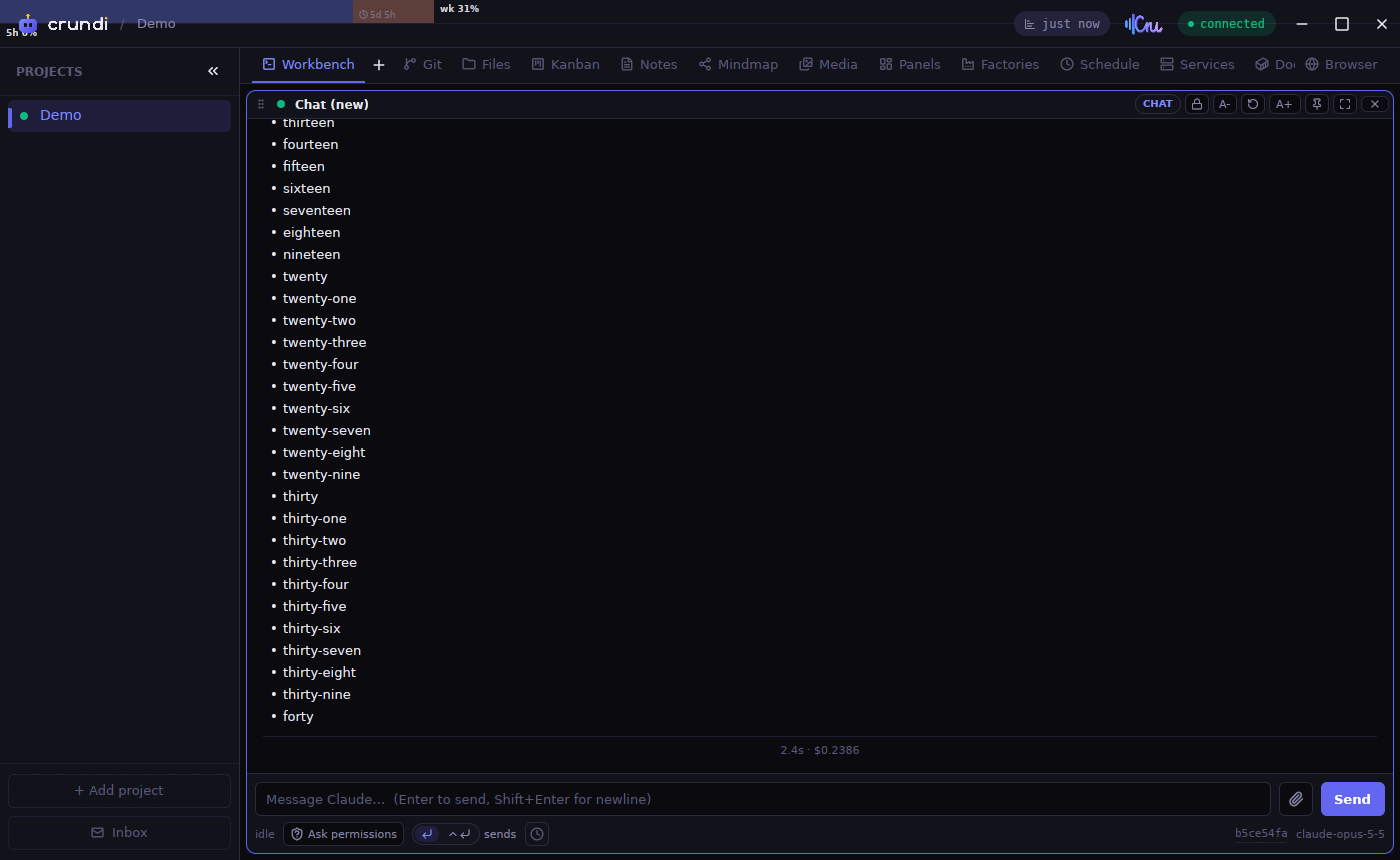 5d 5h
wk 31%
crundi / Demo
just now
Cru
connected
PROJECTS
Workbench
Git
Files
Kanban
Notes
Mindmap
Media
Panels
Factories
Schedule
Services
Browser
Demo
Chat (new)
CHAT
A-
A+
thirteen
• fourteen
• fifteen
• sixteen
• seventeen
• eighteen
• nineteen
• twenty
• twenty-one
• twenty-two
• twenty-three
• twenty-four
• twenty-five
• twenty-six
• twenty-seven
• twenty-eight
• twenty-nine
• thirty
• thirty-one
• thirty-two
• thirty-three
• thirty-four
• thirty-five
• thirty-six
• thirty-seven
• thirty-eight
• thirty-nine
• forty
2.4s · $0.2386
+ Add project
Inbox
Message Claude... (Enter to send, Shift+Enter for newline)
Send
idle
Ask permissions
sends
b5ce54fa
claude-opus-5-5